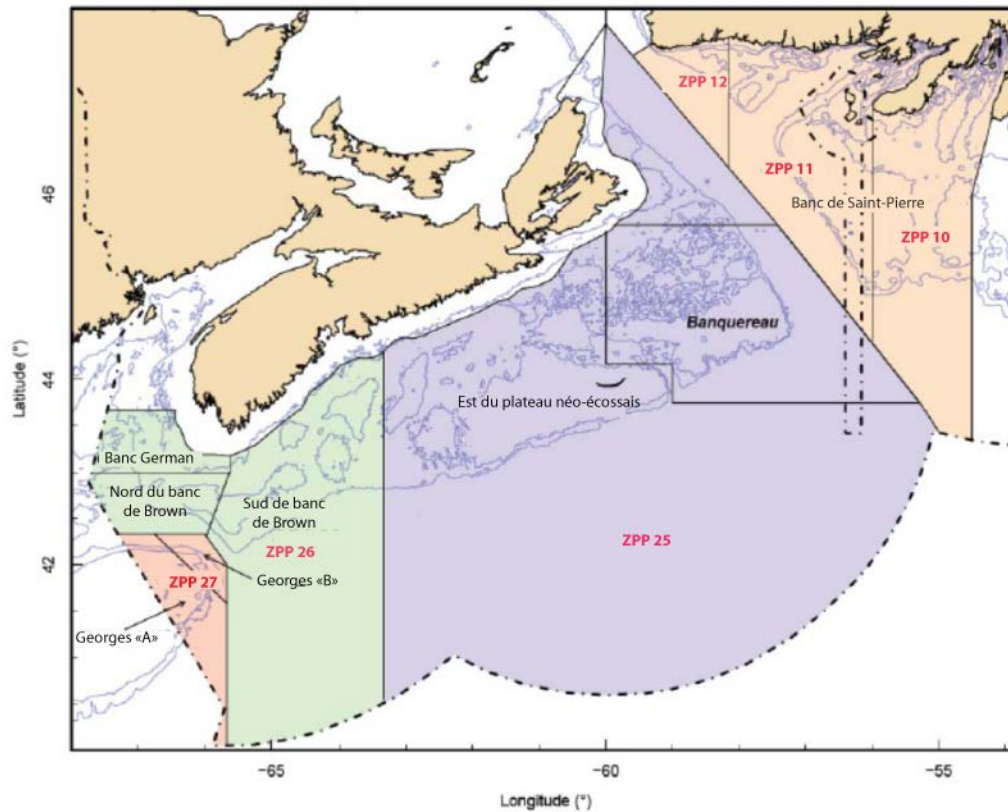 ZPP 12
ZPP 11
Banc de Saint-Pierre
ZPP 10
46
Banquereau
Latitude (°)
44
Est du plateau néo-écossais
Banc German
Nord du banc
de Brown
Sud de banc
de Brown
ZPP 26
ZPP 25
42
ZPP 27
Georges «B»
Georges «A»
−65
−60
−55
Longitude (°)